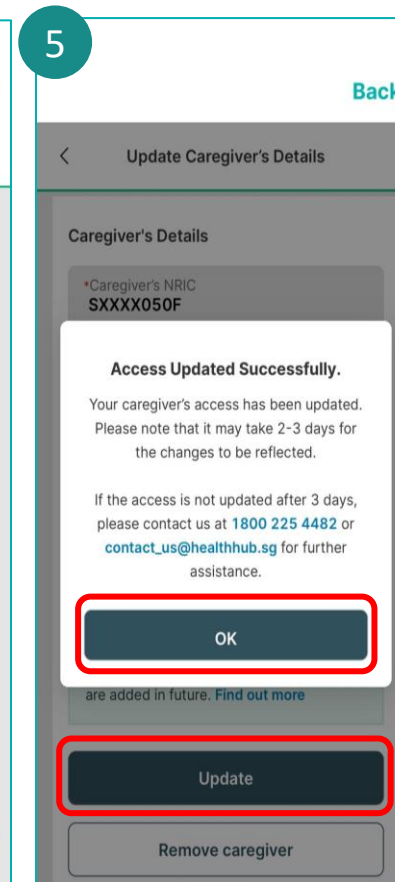 5
Back
Update Caregiver's Details
Caregiver's Details
*Caregiver's NRIC
SXXXX050F
Access Updated Successfully.
Your caregiver's access has been updated.
Please note that it may take 2-3 days for
the changes to be reflected.
If the access is not updated after 3 days,
please contact us at 1800 225 4482 or
contact_us@healthhub.sg for further
assistance.
OK
are added in future. Find out more
Update
Remove caregiver